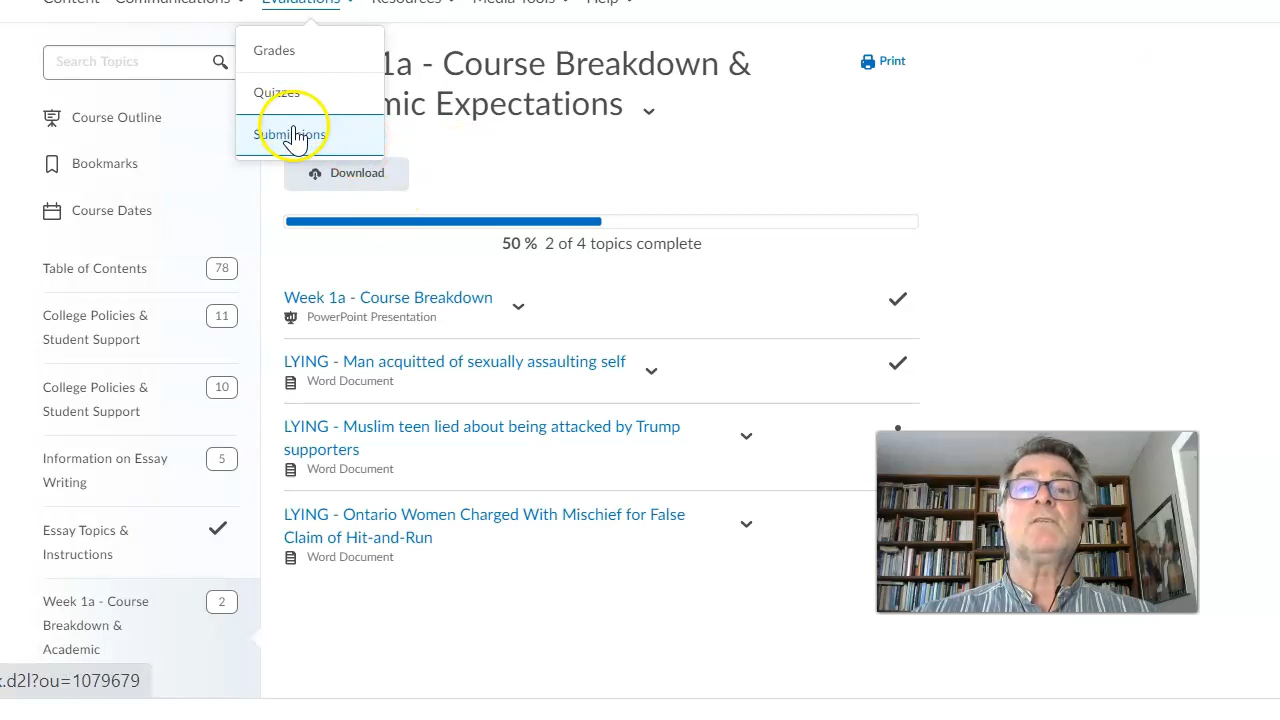 Content Communications Evaluations Resources Media Tools Help
Search Topics
Grades
Quizzes
Submissions
1a - Course Breakdown &
mic Expectations
Print
Download
50 % 2 of 4 topics complete
Course Outline
Bookmarks
Course Dates
Table of Contents 78
College Policies & 11
Student Support
College Policies & 10
Student Support
Information on Essay 5
Writing
Essay Topics &
Instructions
Week 1a - Course 2
Breakdown &
Academic
Week 1a - Course Breakdown
PowerPoint Presentation
LYING - Man acquitted of sexually assaulting self
Word Document
LYING - Muslim teen lied about being attacked by Trump
supporters
Word Document
LYING - Ontario Women Charged With Mischief for False
Claim of Hit-and-Run
Word Document
.d2l?ou=1079679